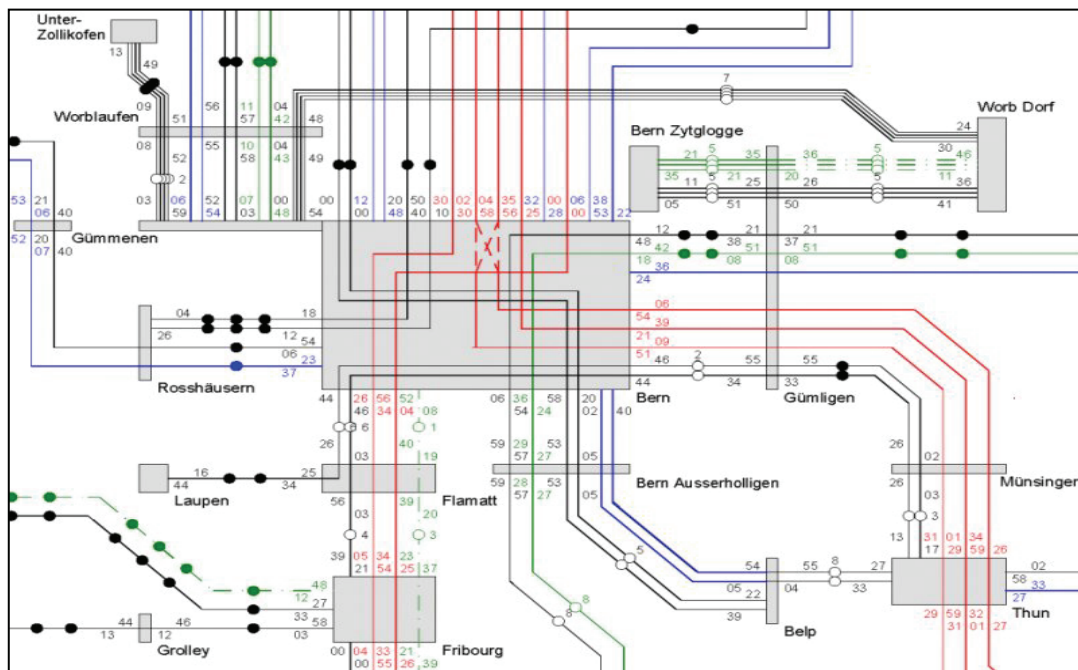 Unter-
Zollikofen
13
49
7
09 56 11 04
Worblaufen
51 57 42 48
Worb Dorf
24
30
Bern Zytglogge
08 55 10 04
52 58 43 49
21 5 35 36 5 46
35 21 20 11
2
11 5 25 26 5 36
05 51 50 41
53 21
06 40
03 06 07 00 12 20 50 30 04 04 35 32 00 06 38
59 54 03 48 54 00 48 40 10 02 30 58 00 56 25 28 00 53 22
Gümmenen
52 20 40
07
12 21 21
48 38 37
42 51 51
18 08 08
36
24
04 18
26 12
54
06
23
37
06
54
39
21
09
51
Rosshäusern
46 2 55 55
44 34 33
Bern
Gümligen
44 26 56 52
46 34 04 08
06 36 58 20
54 24 02 40
6 1
26 40
59 29 53
57 27 05
26
02
16 25 03 19
44 34
Laupen
Flamatt
Bern Ausserholligen
Münsingen
56 39
59 28 53
57 27 05
26
03
03 20
4 3
3
39 05 34 23
21 54 25 37
5
13 31 01 34
17 29 59 26
54 55 8 27
05 04 33
02
58
33
27
48
12
27
33
8
8
22
39
Thun
Belp
29 59 32
31 01 27
44 46 58
13 12 03
Grolley
Fribourg
00 04 33 21
00 55 26 39